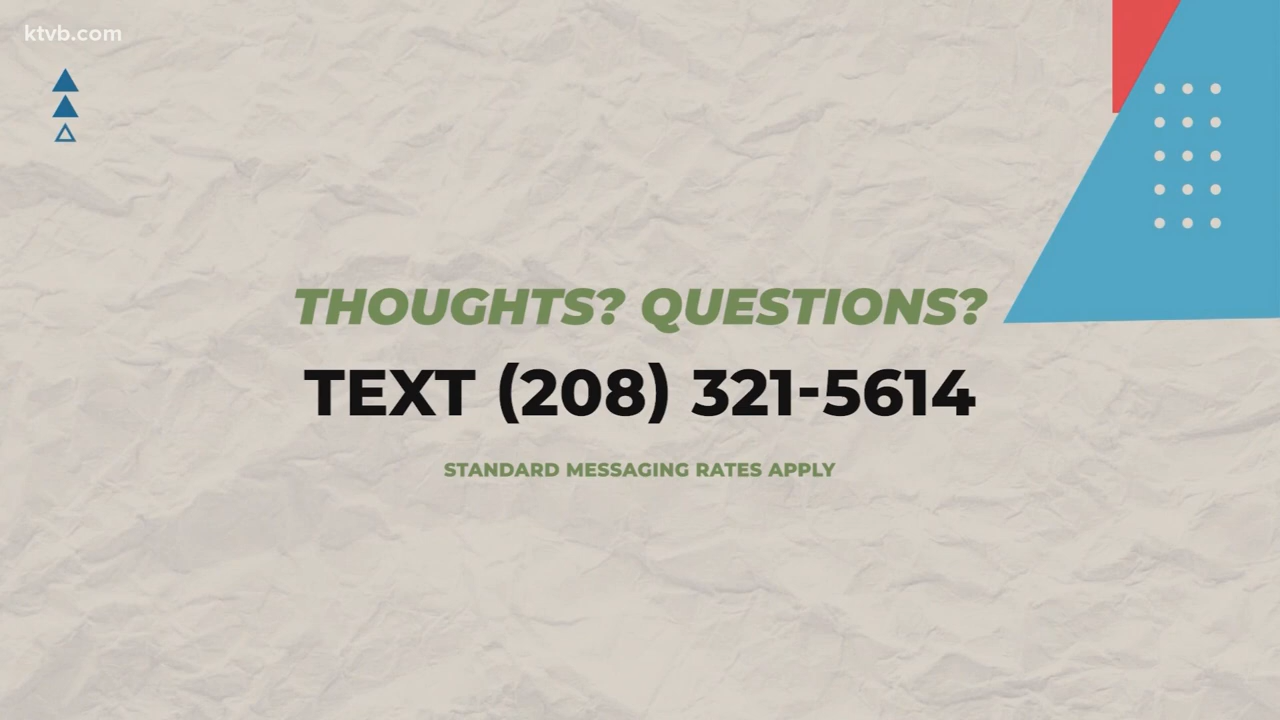 ktvb.com
THOUGHTS? QUESTIONS?
TEXT (208) 321-5614
STANDARD MESSAGING RATES APPLY